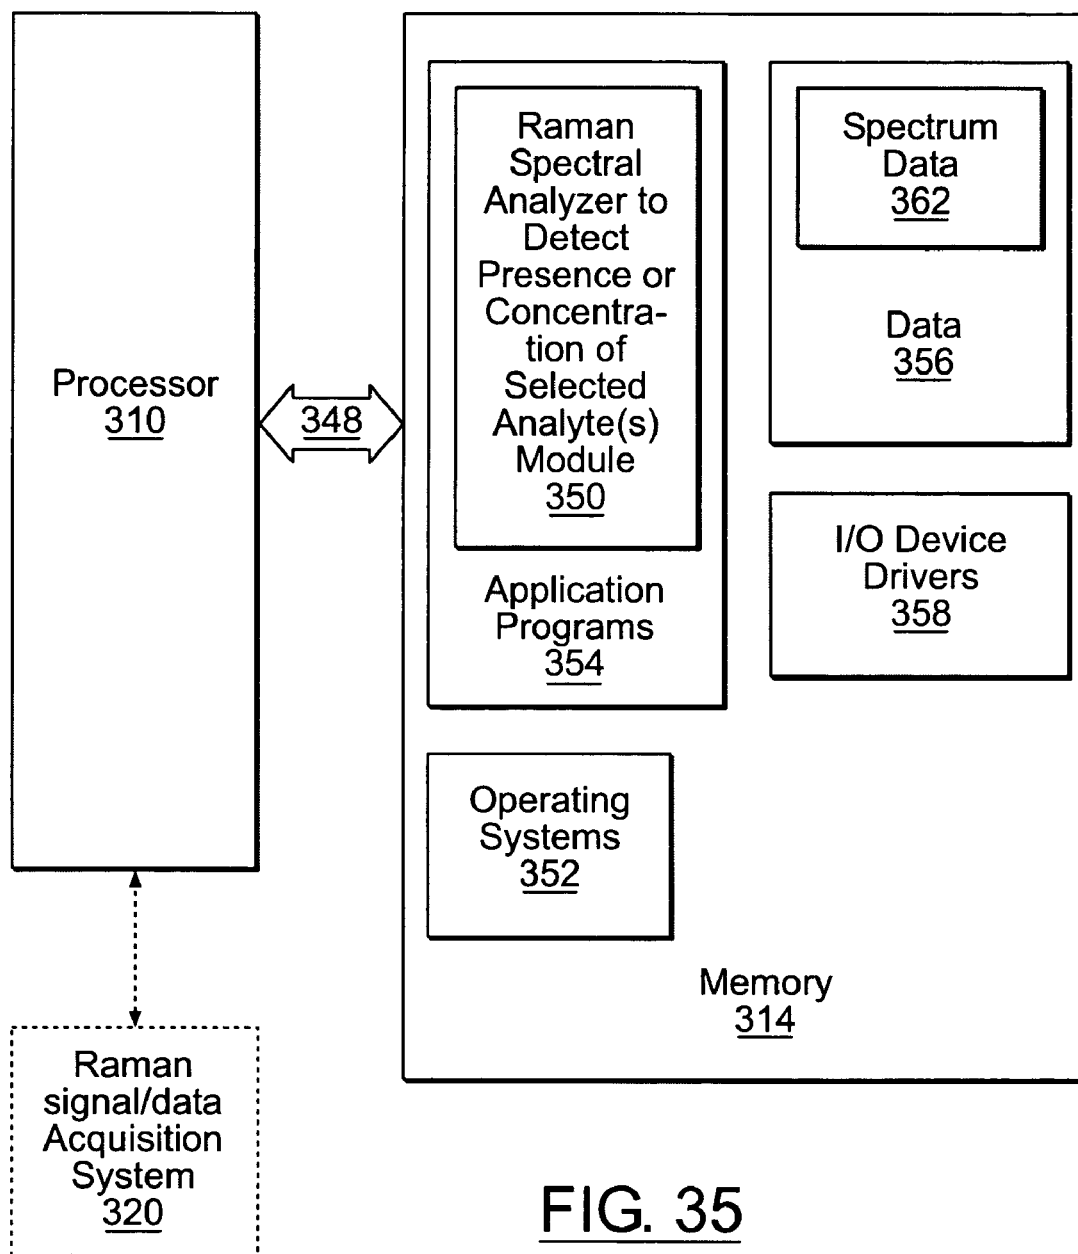 Processor
310
348
Raman
Spectral
Analyzer to
Detect
Presence or
Concentra-
tion of
Selected
Analyte(s)
Module
350
Application
Programs
354
Spectrum
Data
362
Data
356
I/O Device
Drivers
358
Operating
Systems
352
Memory
314
Raman
signal/data
Acquisition
System
320
FIG. 35